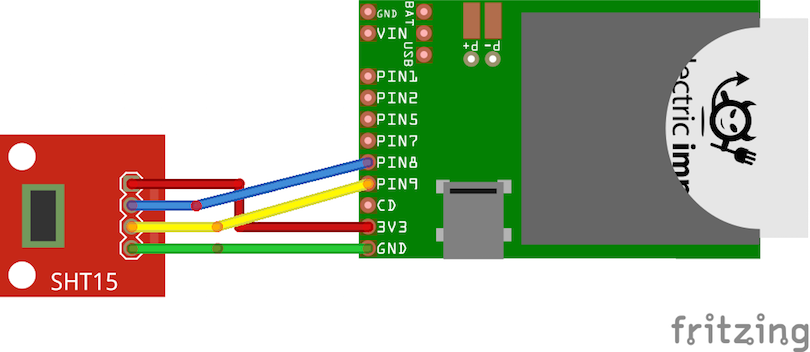 GND
VIN
BAT
USB
P+
P-
PIN1
PIN2
PIN5
PIN7
PIN8
PIN9
CD
3V3
GND
SHT15
lectric imp
fritzing